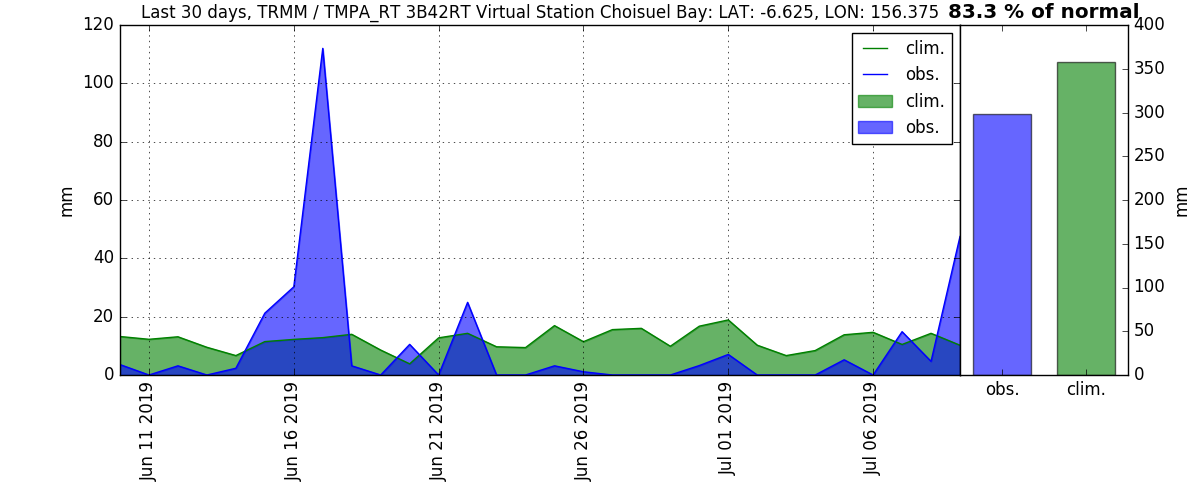 Last 30 days, TRMM / TMPA_RT 3B42RT Virtual Station Choisuel Bay: LAT: -6.625, LON: 156.375 83.3 % of normal
120
100
80
60
40
20
0
mm
clim.
obs.
clim.
obs.
400
350
300
250
200
150
100
50
0
mm
Jun 11 2019
Jun 16 2019
Jun 21 2019
Jun 26 2019
Jul 01 2019
Jul 06 2019
obs.
clim.